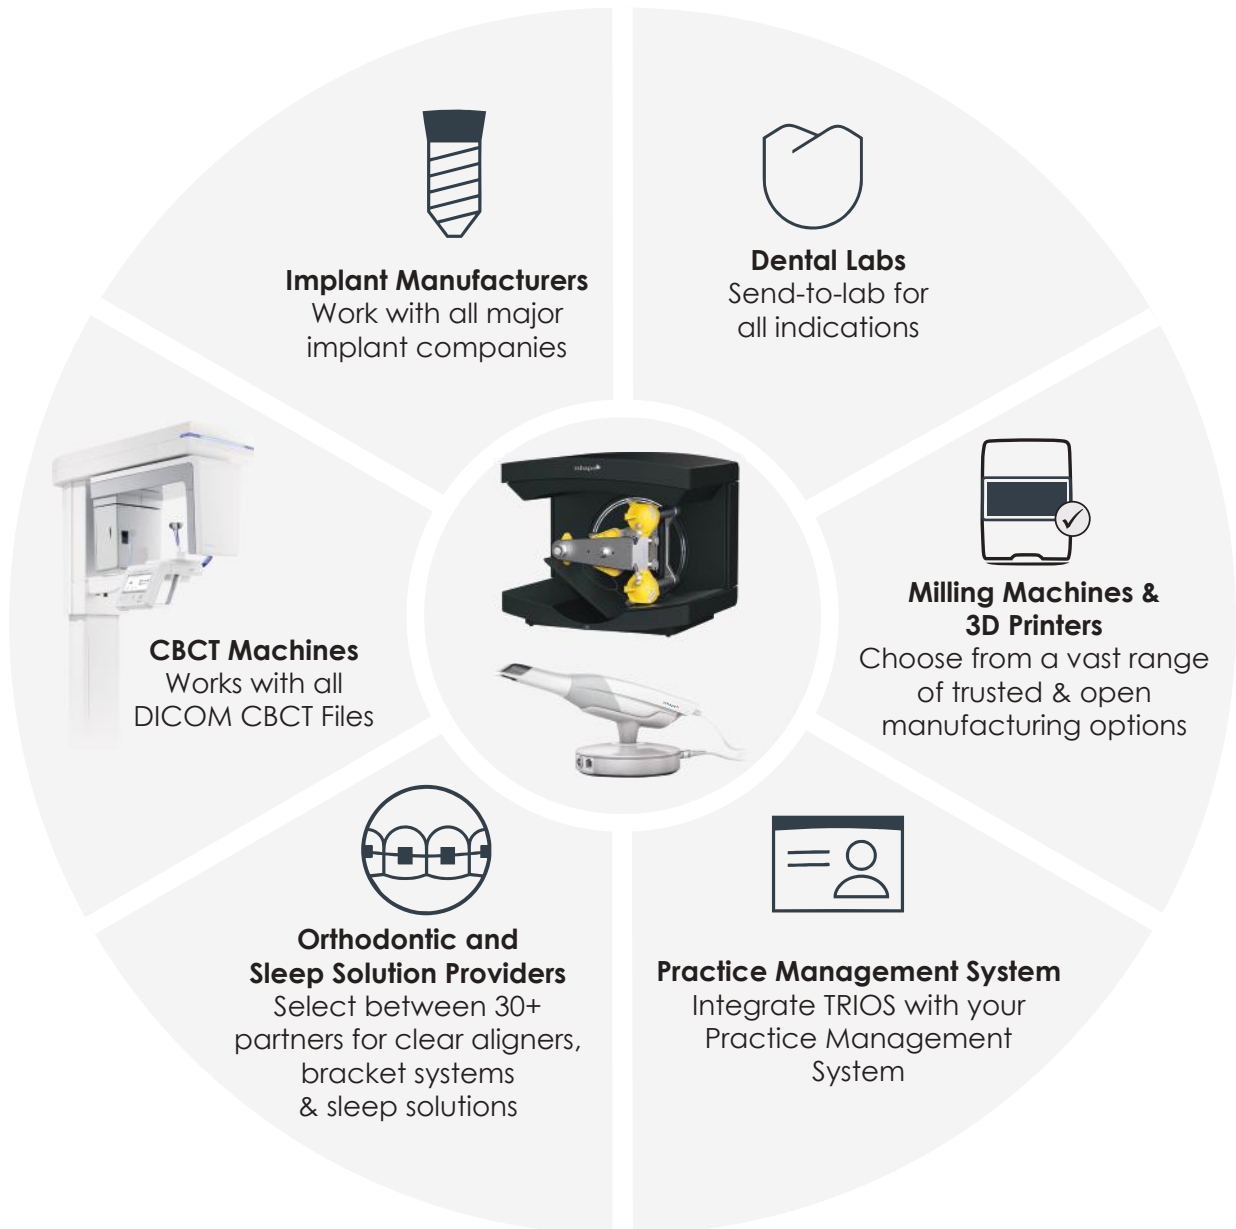 Implant Manufacturers
Work with all major
implant companies
Dental Labs
Send-to-lab for
all indications
3shape
Milling Machines &
3D Printers
Choose from a vast range
of trusted & open
manufacturing options
CBCT Machines
Works with all
DICOM CBCT Files
Orthodontic and
Sleep Solution Providers
Select between 30+
partners for clear aligners,
bracket systems
& sleep solutions
Practice Management System
Integrate TRIOS with your
Practice Management
System